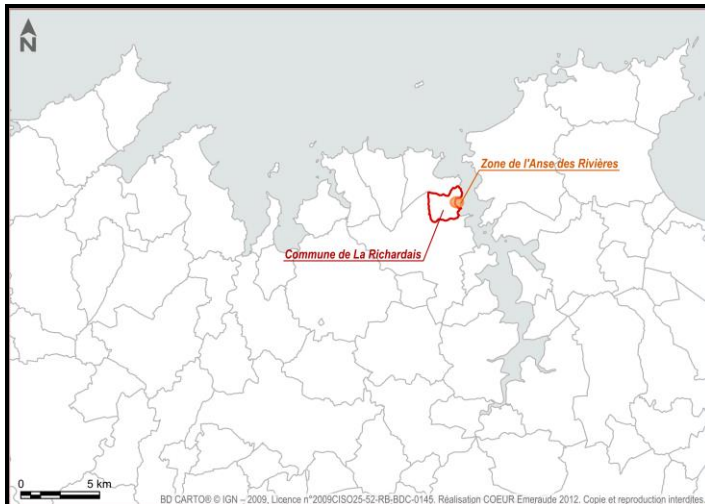 N
Zone de l'Anse des Rivières
Commune de La Richardais
0 5 km
BD CARTO® © IGN – 2009, Licence n°2009CISO25-52-RB-BDC-0145, Réalisation COEUR Emeraude 2012. Copie et reproduction interdites.